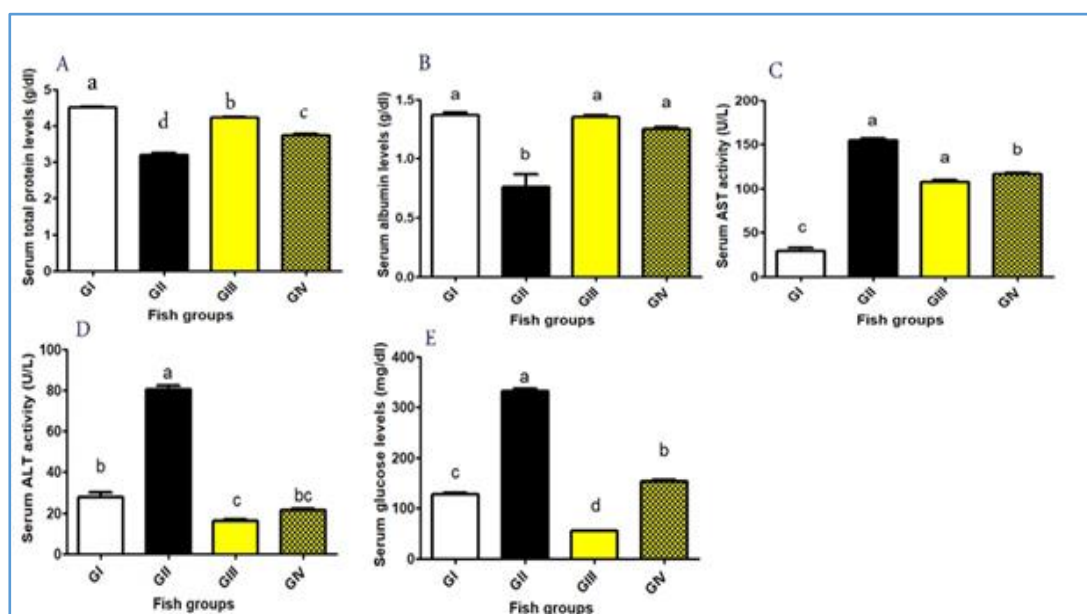 A
Serum total protein levels (g/dl)
5
4
3
2
1
0
a
d
b
c
GI
GII
GIII
GIV
Fish groups
B
Serum albumin levels (g/dl)
1.5
1.0
0.5
0.0
a
b
a
a
GI
GII
GIII
GIV
Fish groups
C
Serum AST activity (U/L)
200
150
100
50
0
c
a
a
b
GI
GII
GIII
GIV
Fish groups
D
Serum ALT activity (U/L)
100
80
60
40
20
0
b
a
c
bc
GI
GII
GIII
GIV
Fish groups
E
Serum glucose levels (mg/dl)
400
300
200
100
0
c
a
d
b
GI
GII
GIII
GIV
Fish groups